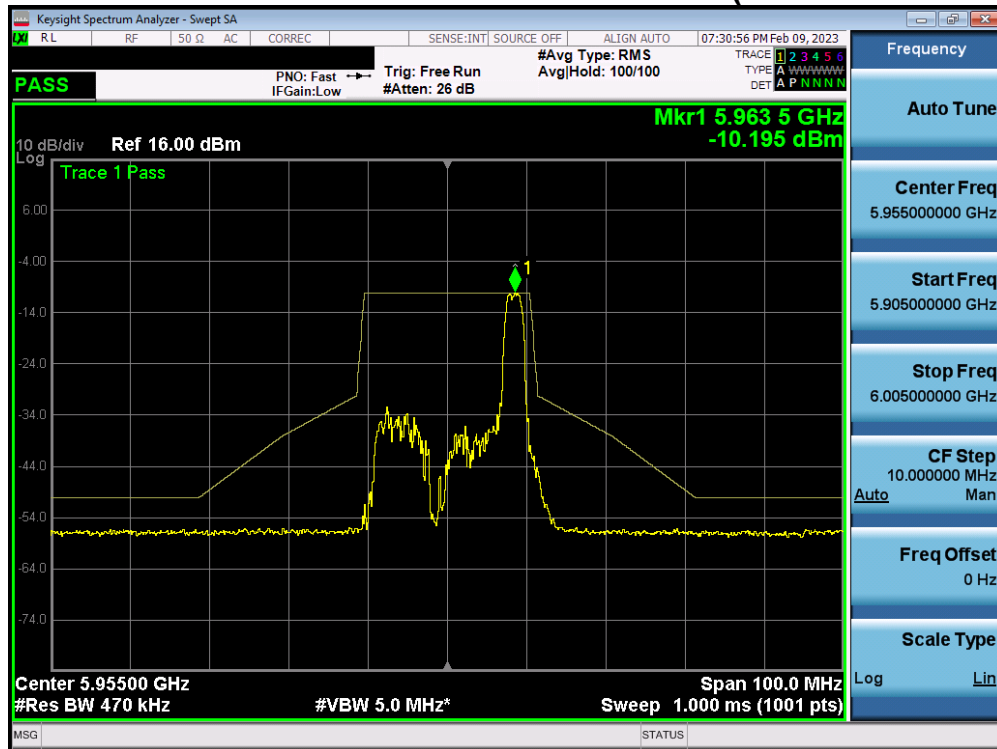 Keysight Spectrum Analyzer - Swept SA
LXI RL RF 50 Ω AC CORREC SENSE:INT SOURCE OFF ALIGN AUTO 07:30:56 PM Feb 09, 2023
PASS
PNO: Fast
IFGain:Low
Trig: Free Run
#Atten: 26 dB
#Avg Type: RMS
Avg|Hold: 100/100
TRACE 1 2 3 4 5 6
TYPE A WWWWW
DET A P N N N N
Mkr1 5.963 5 GHz
-10.195 dBm
10 dB/div Ref 16.00 dBm
Log
Trace 1 Pass
1
6.00
-4.00
-14.0
-24.0
-34.0
-44.0
-54.0
-64.0
-74.0
Center 5.95500 GHz Span 100.0 MHz
#Res BW 470 kHz #VBW 5.0 MHz* Sweep 1.000 ms (1001 pts)
MSG STATUS
Frequency
Auto Tune
Center Freq
5.955000000 GHz
Start Freq
5.905000000 GHz
Stop Freq
6.005000000 GHz
CF Step
10.000000 MHz
Auto Man
Freq Offset
0 Hz
Scale Type
Log Lin